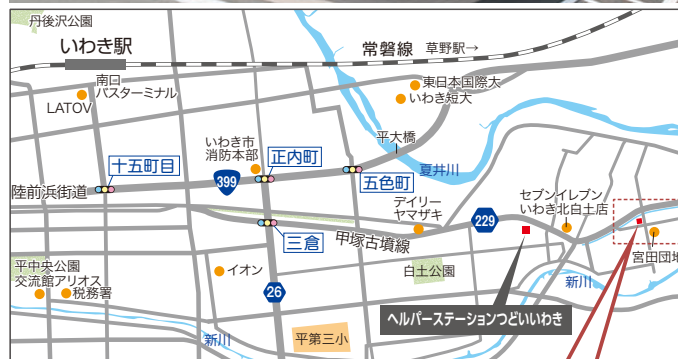 丹後沢公園
いわき駅
常磐線
草野駅→
南口
バスターミナル
LATOV
東日本国際大
いわき短大
いわき市
消防本部
正内町
平大橋
十五町目
399
五色町
夏井川
陸前浜街道
デイリー
ヤマザキ
セブンイレブン
いわき北白土店
229
三倉
甲塚古墳線
宮田団地
平中央公園
交流館アリオス
税務署
イオン
白土公園
新川
26
ヘルパーステーションつどいいわき
新川
平第三小